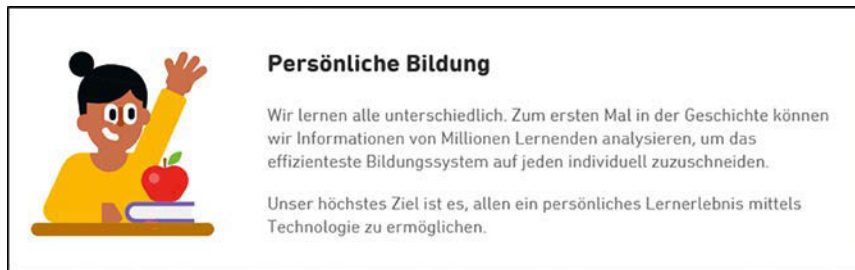 Persönliche Bildung
Wir lernen alle unterschiedlich. Zum ersten Mal in der Geschichte können
wir Informationen von Millionen Lernenden analysieren, um das
effizienteste Bildungssystem auf jeden individuell zuzuschneiden.
Unser höchstes Ziel ist es, allen ein persönliches Lernerlebnis mittels
Technologie zu ermöglichen.